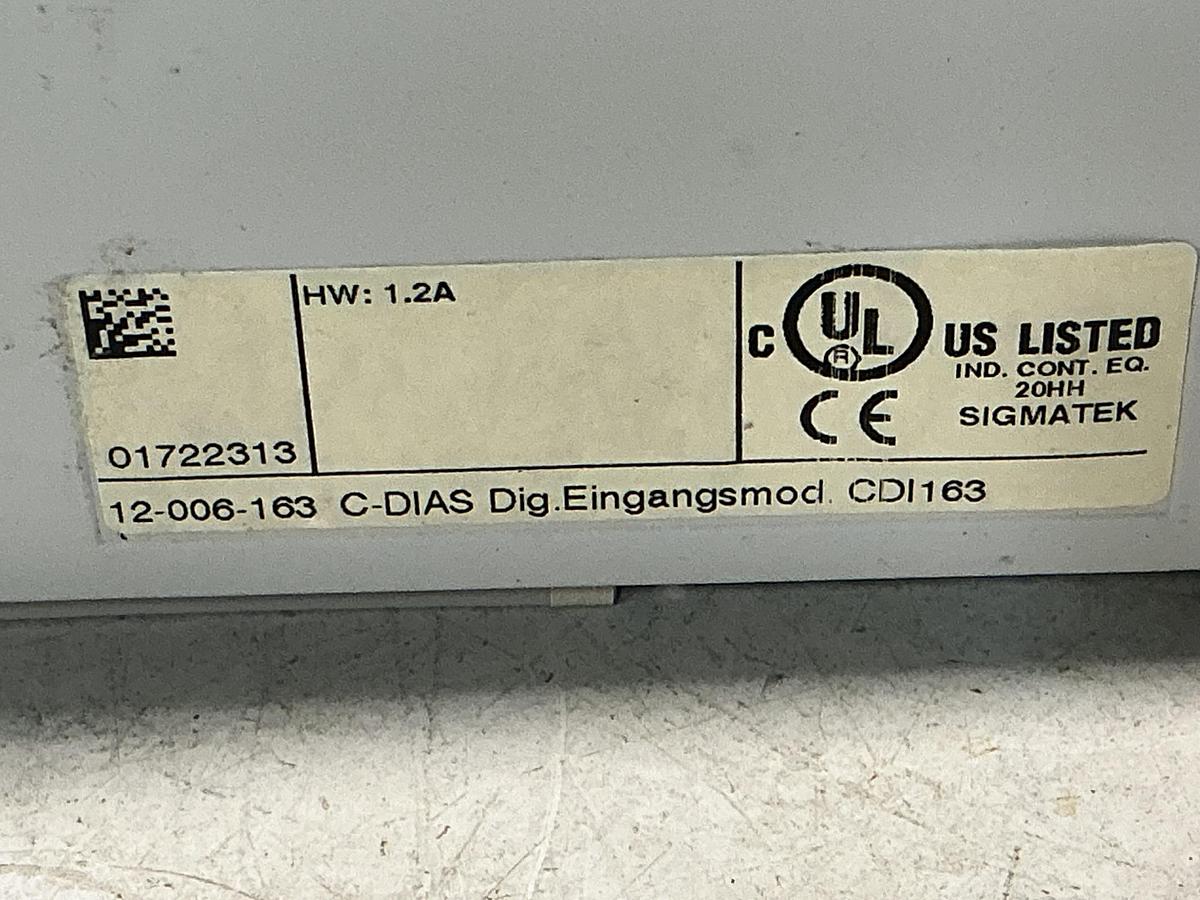 HW: 1.2A
C UL R US LISTED
IND. CONT. EQ.
20HH
CE SIGMATEK
01722313
12-006-163 C-DIAS Dig.Eingangsmod. CDI163